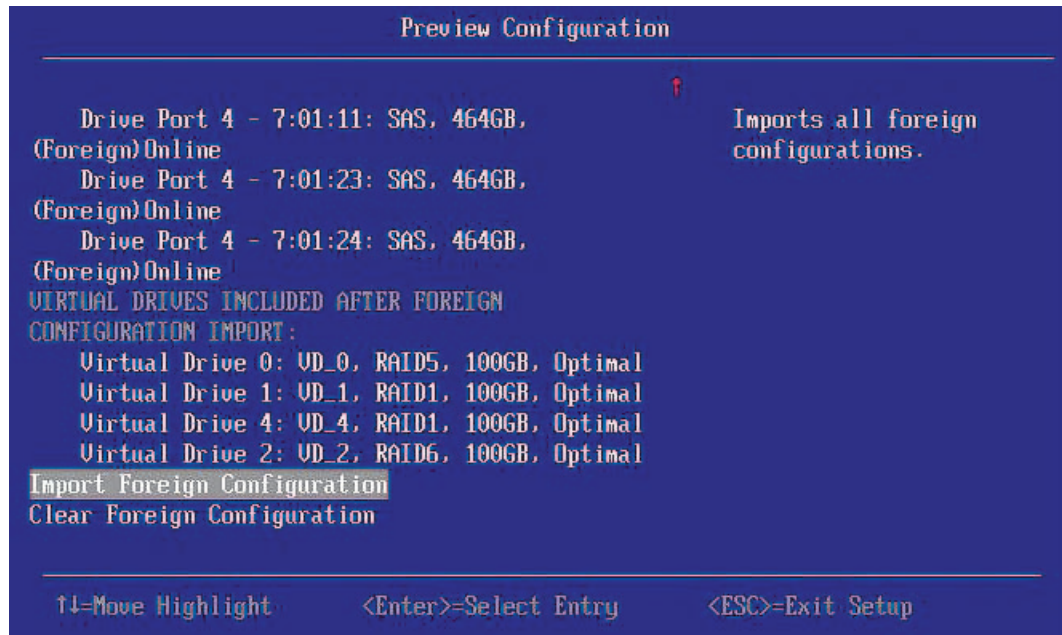 Preview Configuration
↑
Drive Port 4 - 7:01:11: SAS, 464GB,
(Foreign)Online
Drive Port 4 - 7:01:23: SAS, 464GB,
(Foreign)Online
Drive Port 4 - 7:01:24: SAS, 464GB,
(Foreign)Online
VIRTUAL DRIVES INCLUDED AFTER FOREIGN
CONFIGURATION IMPORT:
Virtual Drive 0: VD_0, RAID5, 100GB, Optimal
Virtual Drive 1: VD_1, RAID1, 100GB, Optimal
Virtual Drive 4: VD_4, RAID1, 100GB, Optimal
Virtual Drive 2: VD_2, RAID6, 100GB, Optimal
Import Foreign Configuration
Clear Foreign Configuration
Imports all foreign
configurations.
↑↓=Move Highlight <Enter>=Select Entry <ESC>=Exit Setup